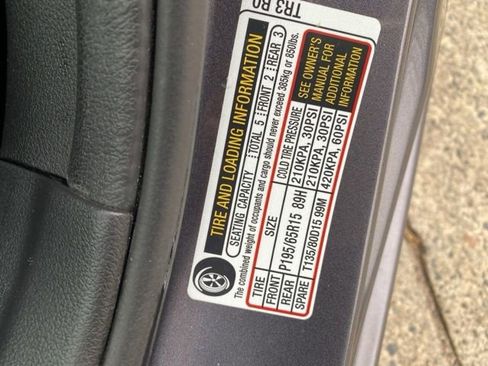 TR3 B0
TIRE AND LOADING INFORMATION
SEATING CAPACITY TOTAL 5 FRONT 2 REAR 3
The combined weight of occupants and cargo should never exceed 385kg or 850lbs.
TIRE SIZE COLD TIRE PRESSURE
FRONT P195/65R15 89H 210KPA, 30PSI
REAR 210KPA, 30PSI
SPARE T135/80D15 99M 420KPA, 60PSI
SEE OWNER'S
MANUAL FOR
ADDITIONAL
INFORMATION